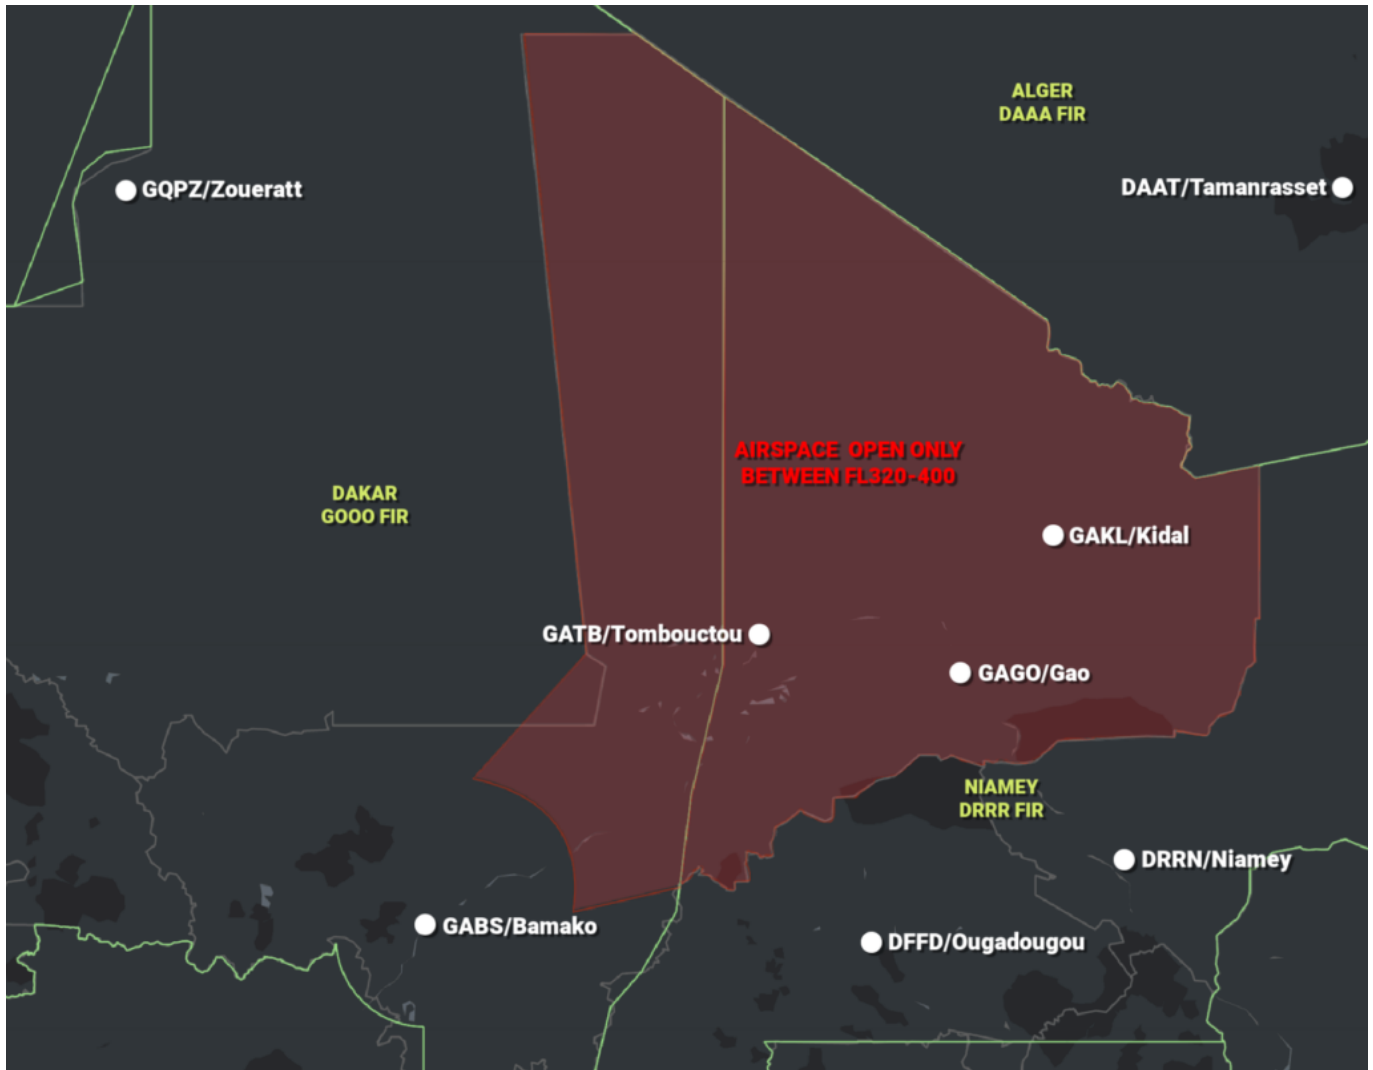 ALGER
DAAA FIR
GQPZ/Zoueratt
DAAT/Tamanrasset
AIRSPACE OPEN ONLY
BETWEEN FL320-400
DAKAR
GOOO FIR
GAKL/Kidal
GATB/Tombouctou
GAGO/Gao
NIAMEY
DRRR FIR
DRRN/Niamey
GABS/Bamako
DFFD/Ougadougou